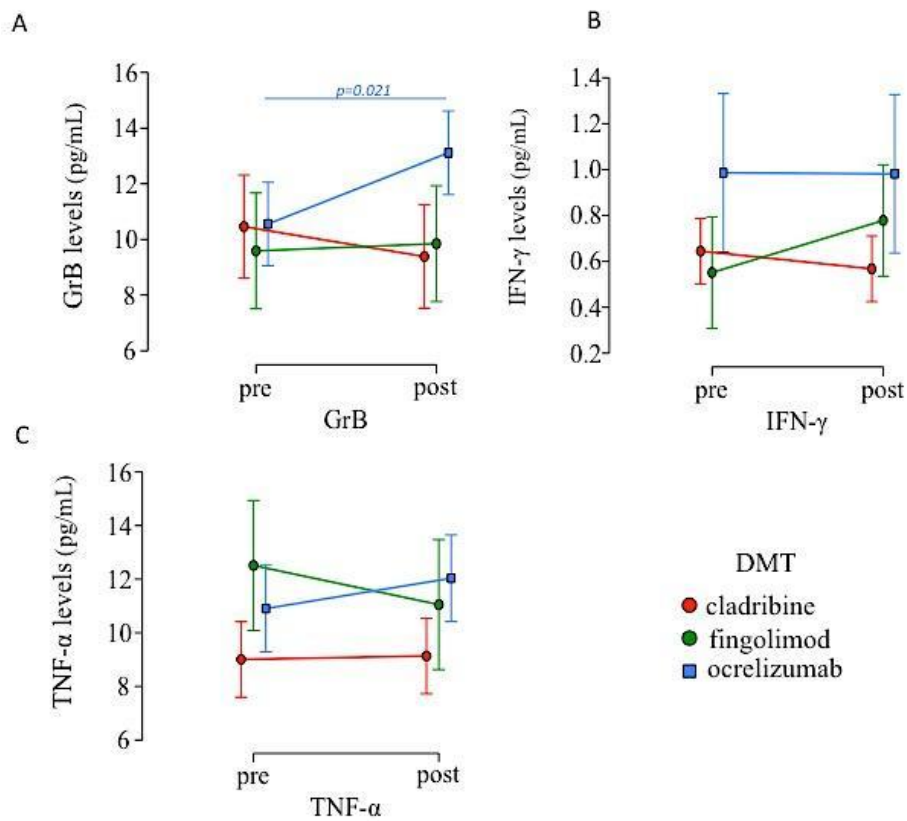 A
GrB levels (pg/mL)
16
14
12
10
8
6
p=0.021
pre
post
GrB
B
IFN-γ levels (pg/mL)
1.4
1.2
1.0
0.8
0.6
0.4
0.2
pre
post
IFN-γ
C
TNF-α levels (pg/mL)
16
14
12
10
8
6
pre
post
TNF-α
DMT
cladribine
fingolimod
ocrelizumab